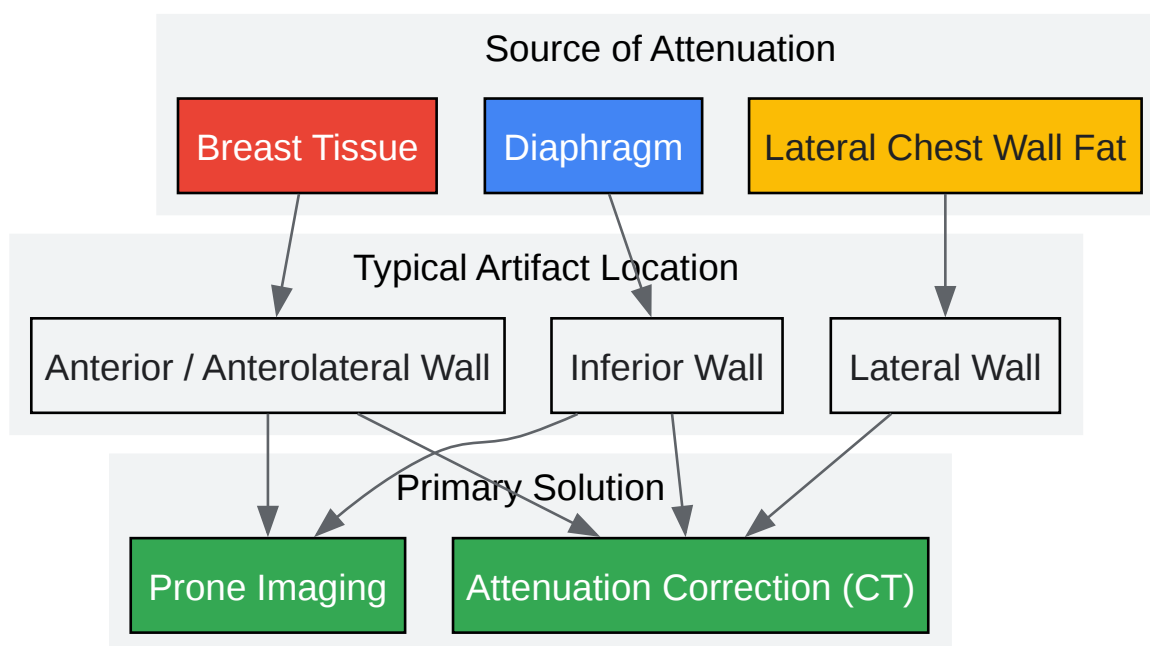 Source of Attenuation
Breast Tissue
Diaphragm
Lateral Chest Wall Fat
Typical Artifact Location
Anterior / Anterolateral Wall
Inferior Wall
Lateral Wall
Primary Solution
Prone Imaging
Attenuation Correction (CT)